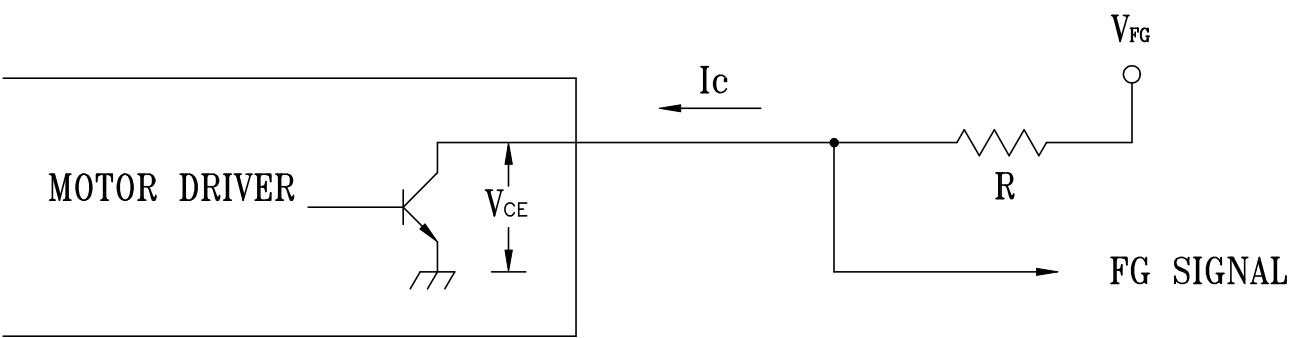 VFG
Ic
MOTOR DRIVER
VCE
R
FG SIGNAL